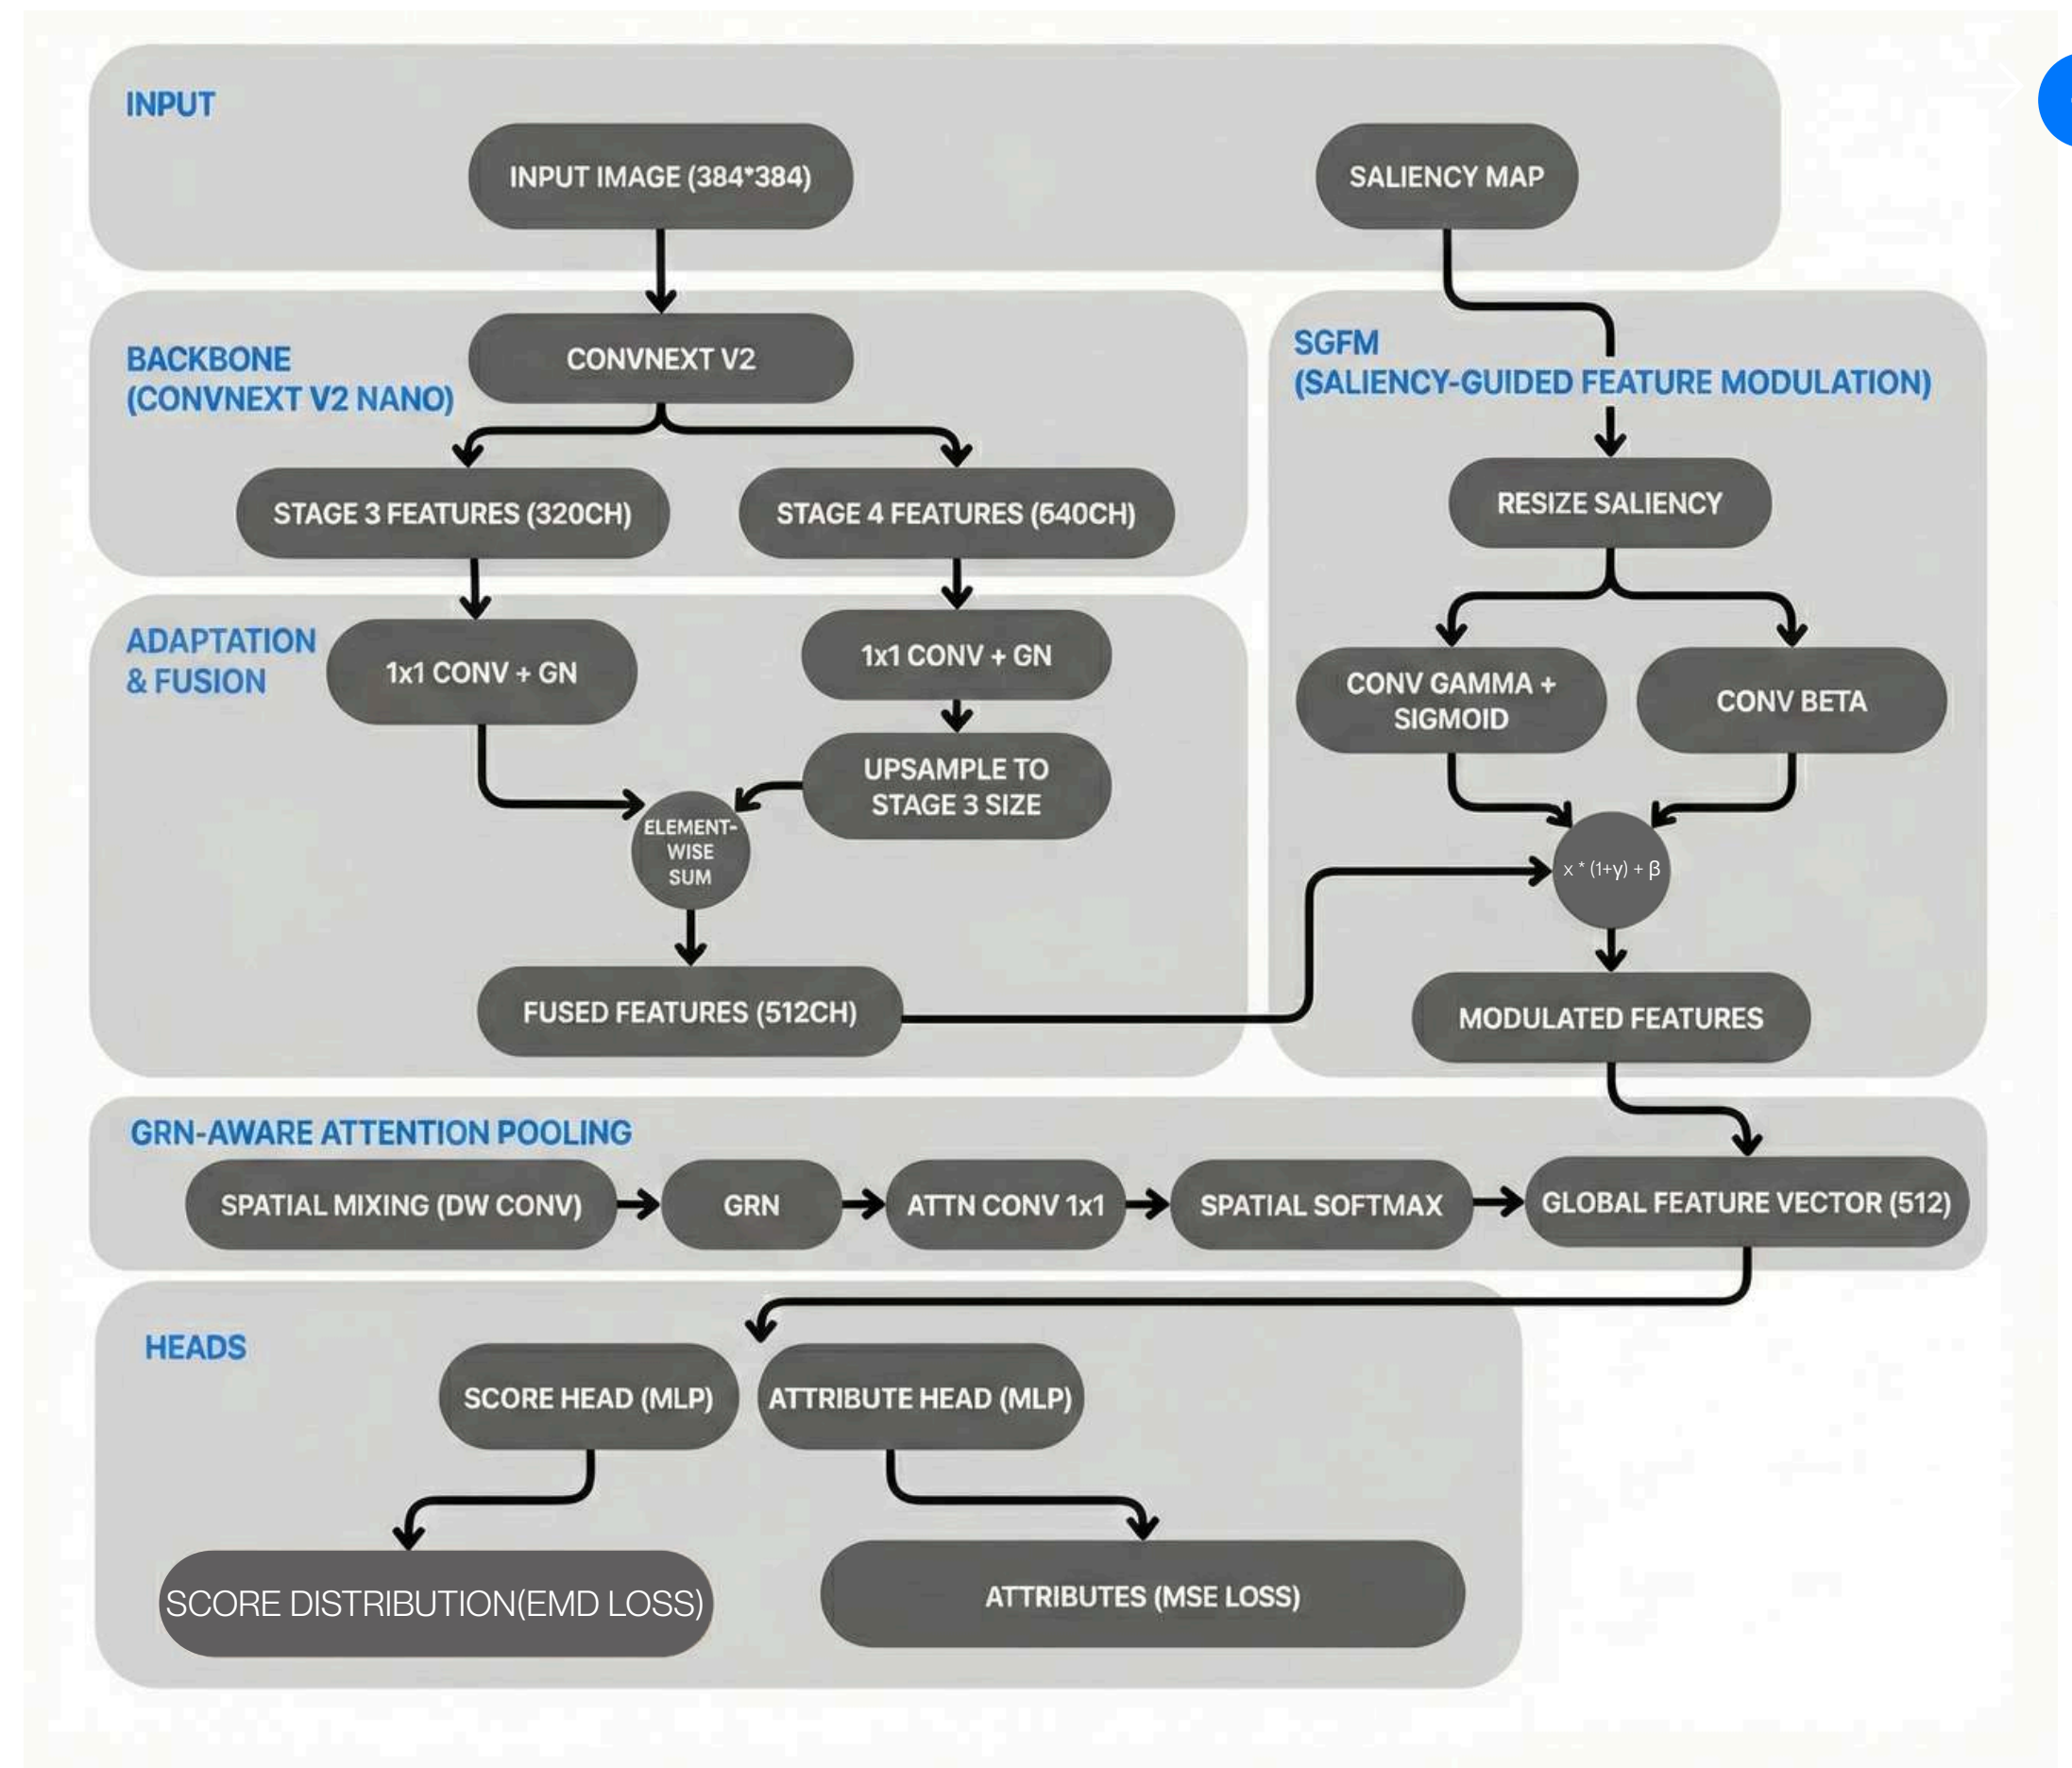 INPUT
INPUT IMAGE (384*384)
SALIENCY MAP
BACKBONE
(CONVNEXT V2 NANO)
CONVNEXT V2
STAGE 3 FEATURES (320CH)
STAGE 4 FEATURES (640CH)
ADAPTATION
& FUSION
1x1 CONV + GN
1x1 CONV + GN
UPSAMPLE TO
STAGE 3 SIZE
ELEMENT-
WISE
SUM
FUSED FEATURES (512CH)
SGFM
(SALIENCY-GUIDED FEATURE MODULATION)
RESIZE SALIENCY
CONV GAMMA +
SIGMOID
CONV BETA
x * (1+γ) + β
MODULATED FEATURES
GRN-AWARE ATTENTION POOLING
SPATIAL MIXING (DW CONV)
GRN
ATTN CONV 1x1
SPATIAL SOFTMAX
GLOBAL FEATURE VECTOR (512)
HEADS
SCORE HEAD (MLP)
ATTRIBUTE HEAD (MLP)
SCORE DISTRIBUTION(EMD LOSS)
ATTRIBUTES (MSE LOSS)